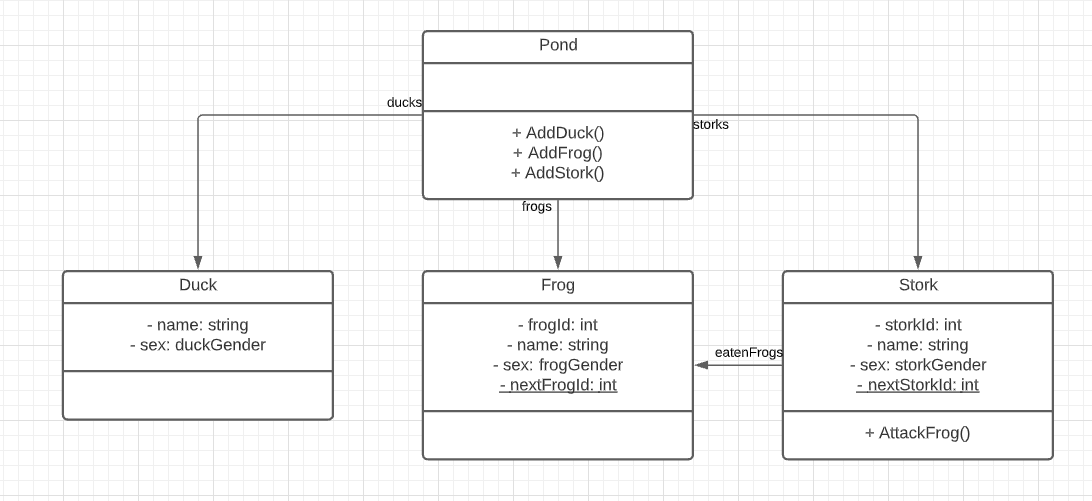 Pond
ducks
storks
+ AddDuck()
+ AddFrog()
+ AddStork()
frogs
Duck
- name: string
- sex: duckGender
Frog
- frogId: int
- name: string
- sex: frogGender
- nextFrogId: int
eatenFrogs
Stork
- storkId: int
- name: string
- sex: storkGender
- nextStorkId: int
+ AttackFrog()